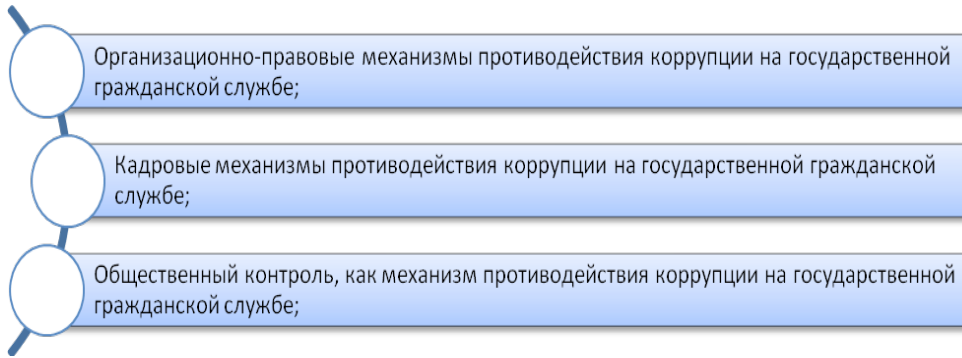 Организационно-правовые механизмы противодействия коррупции на государственной
гражданской службе;
Кадровые механизмы противодействия коррупции на государственной гражданской
службе;
Общественный контроль, как механизм противодействия коррупции на государственной
гражданской службе;